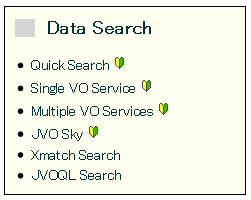 Data Search
• Quick Search
• Single VO Service
• Multiple VO Services
• JVO Sky
• Xmatch Search
• JVOQL Search